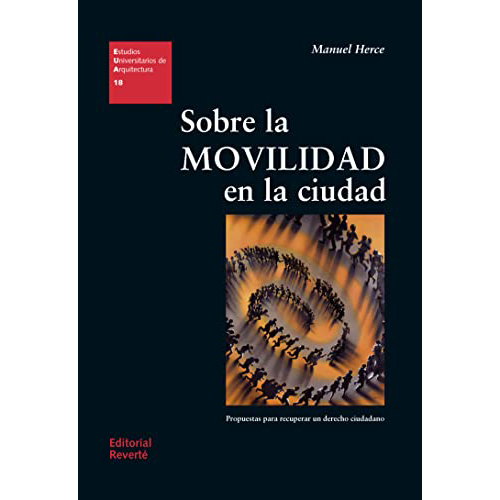 Estudios
Universitarios de
Arquitectura
18
Manuel Herce
Sobre la
MOVILIDAD
en la ciudad
Propuestas para recuperar un derecho ciudadano
Editorial
Reverté